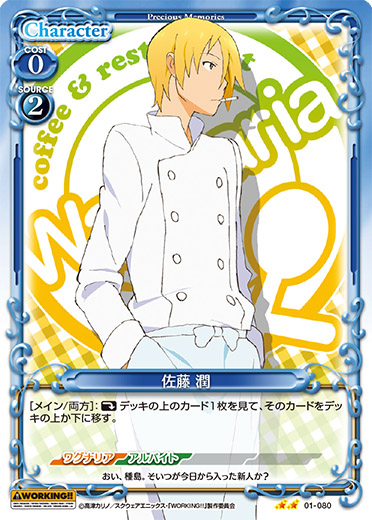 Precious Memories
Character
COST
0
SOURCE
2
coffee & rest
佐藤 潤
[メイン/両方]: デッキの上のカード1枚を見て、そのカードをデッ
キの上か下に移す。
ワグナリア アルバイト
おい、種島。そいつが今日から入った新人か?
WORKING!!
01-080
©高津カリノ/スクウェアエニックス・「WORKING!!」製作委員会